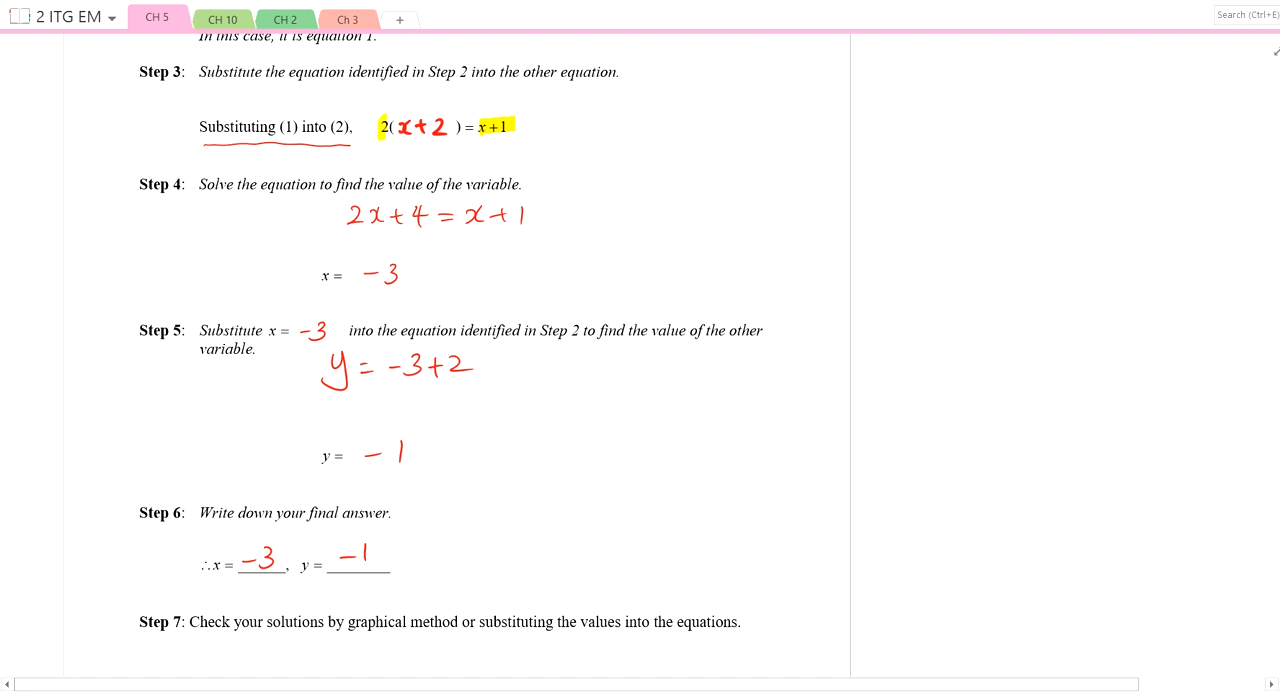 2 ITG EM CH 5 CH 10 CH 2 Ch 3 + Search (Ctrl+E)
In this case, it is equation 1.
Step 3: Substitute the equation identified in Step 2 into the other equation.
Substituting (1) into (2), 2( x+2 ) = x+1
Step 4: Solve the equation to find the value of the variable.
2x+4 = x+1
x = -3
Step 5: Substitute x = -3 into the equation identified in Step 2 to find the value of the other
variable.
y = -3+2
y = -1
Step 6: Write down your final answer.
∴x = -3, y = -1
Step 7: Check your solutions by graphical method or substituting the values into the equations.